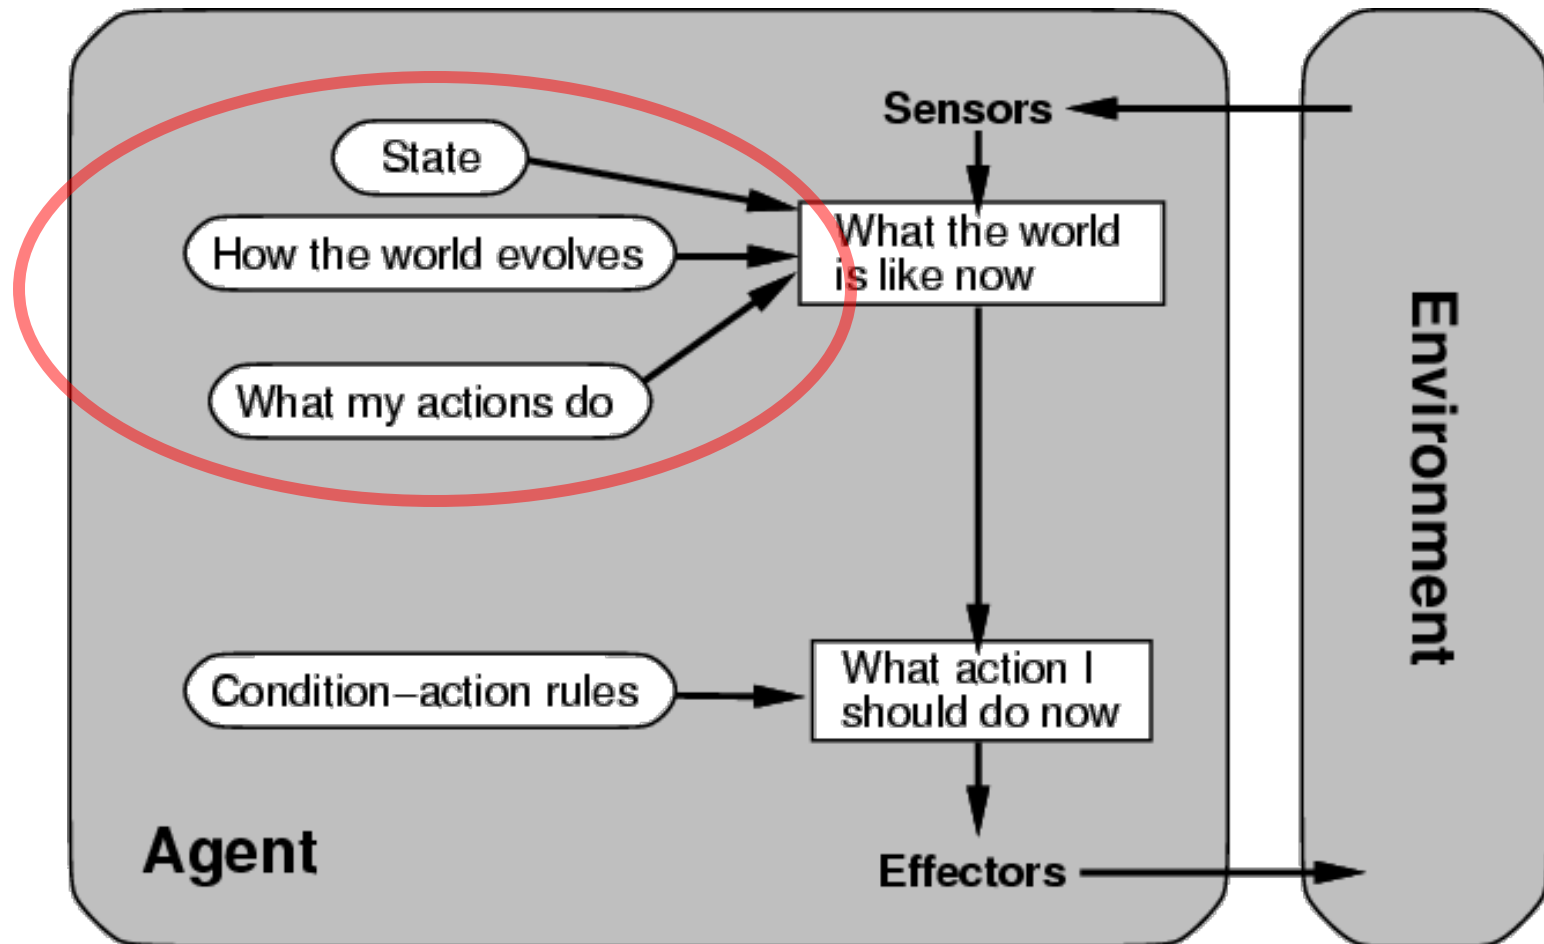 Sensors
State
What the world
is like now
How the world evolves
What my actions do
Environment
Condition–action rules
What action I
should do now
Agent
Effectors